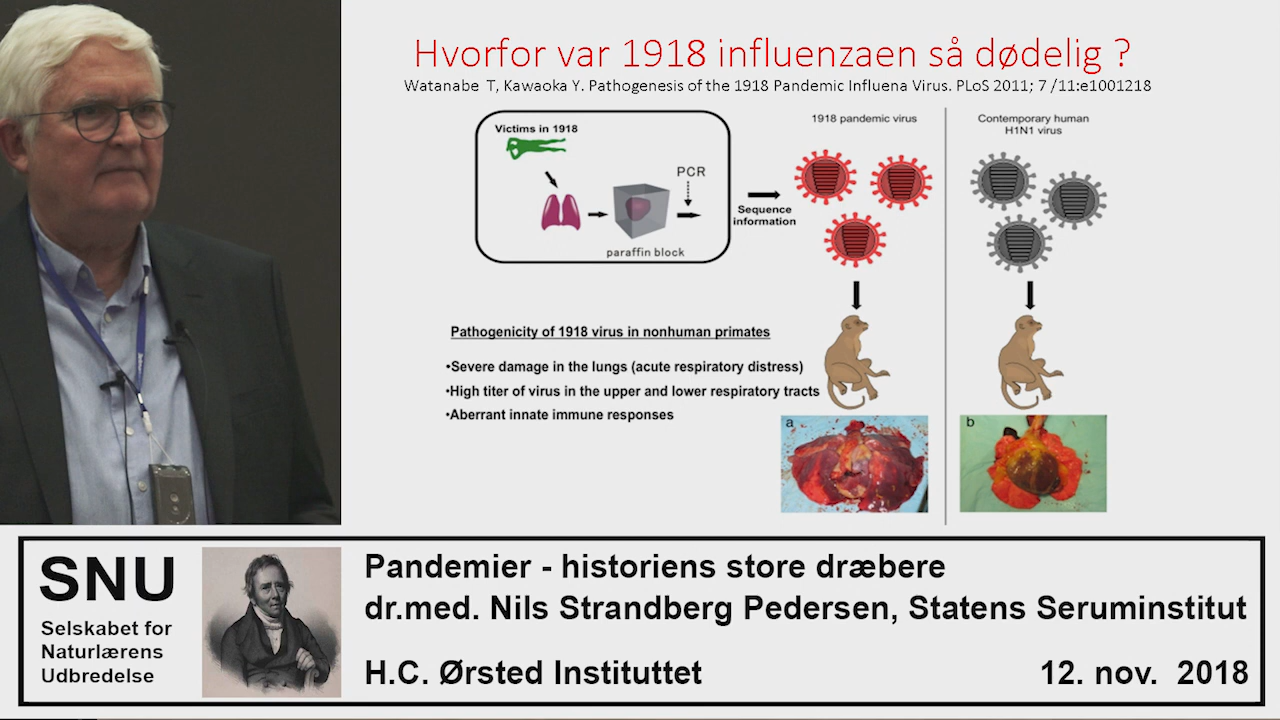 Hvorfor var 1918 influenzaen så dødelig ?
Watanabe T, Kawaoka Y. Pathogenesis of the 1918 Pandemic Influena Virus. PLoS 2011; 7 /11:e1001218
Victims in 1918
PCR
paraffin block
Sequence
information
1918 pandemic virus
Contemporary human
H1N1 virus
Pathogenicity of 1918 virus in nonhuman primates
•Severe damage in the lungs (acute respiratory distress)
•High titer of virus in the upper and lower respiratory tracts
•Aberrant innate immune responses
a
b
SNU
Selskabet for
Naturlærens
Udbredelse
Pandemier - historiens store dræbere
dr.med. Nils Strandberg Pedersen, Statens Seruminstitut
H.C. Ørsted Instituttet
12. nov. 2018